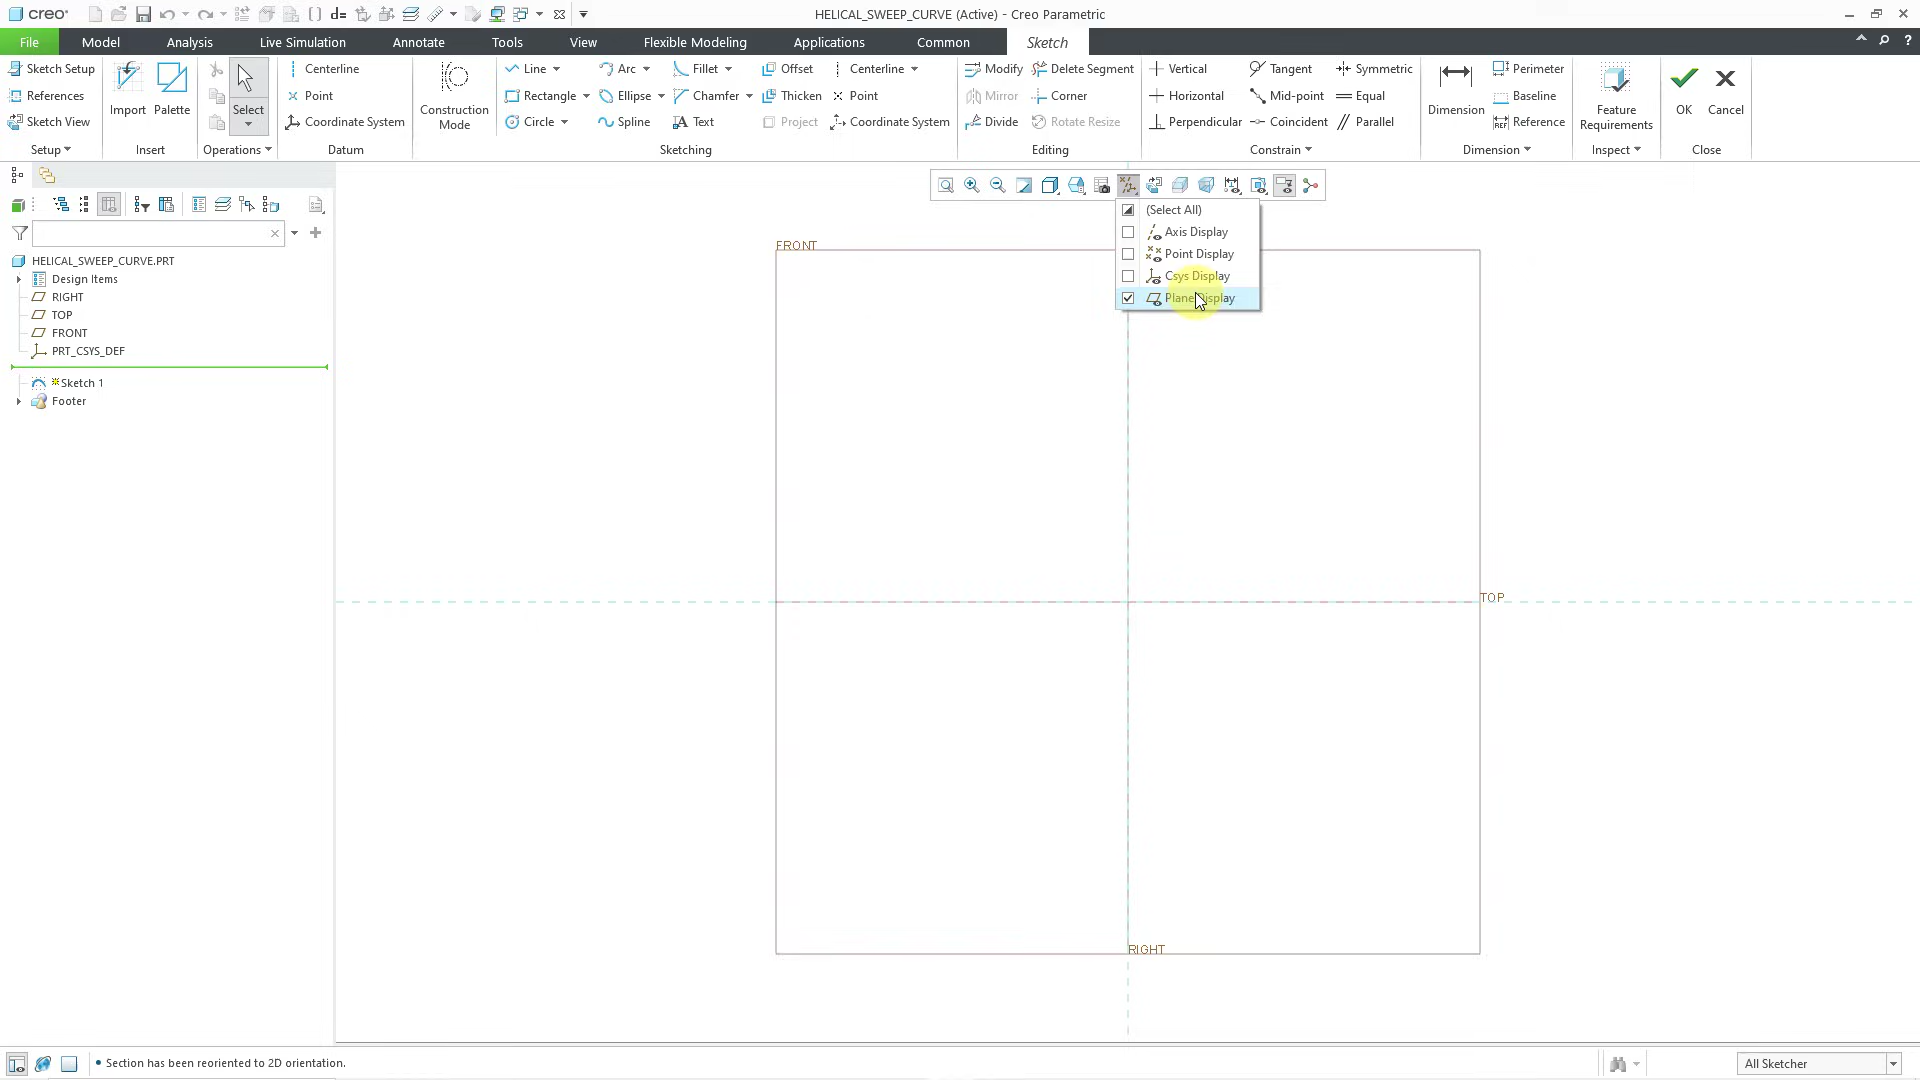 creo
HELICAL_SWEEP_CURVE (Active) - Creo Parametric
File Model Analysis Live Simulation Annotate Tools View Flexible Modeling Applications Common Sketch
Sketch Setup
References
Sketch View
Setup
Import Palette
Insert
Select
Operations
Centerline
Point
Coordinate System
Datum
Construction
Mode
Line Arc Fillet Offset Centerline
Rectangle Ellipse Chamfer Thicken Point
Circle Spline Text Project Coordinate System
Sketching
Modify Delete Segment
Mirror Corner
Divide Rotate Resize
Editing
Vertical Tangent Symmetric
Horizontal Mid-point Equal
Perpendicular Coincident Parallel
Constrain
Dimension
Perimeter
Baseline
Reference
Dimension
Feature
Requirements
Inspect
OK Cancel
Close
(Select All)
Axis Display
Point Display
Csys Display
Plane Display
HELICAL_SWEEP_CURVE.PRT
Design Items
RIGHT
TOP
FRONT
PRT_CSYS_DEF
Sketch 1
Footer
FRONT
TOP
RIGHT
Section has been reoriented to 2D orientation.
All Sketcher